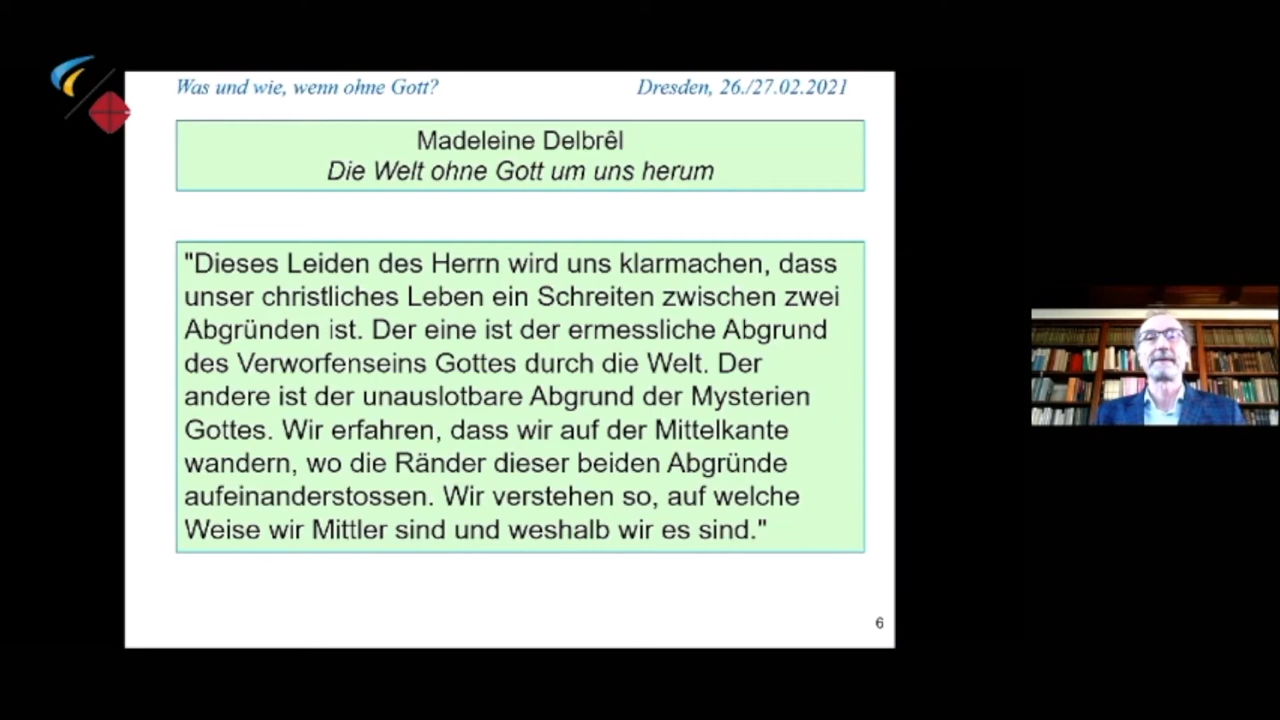 Was und wie, wenn ohne Gott? Dresden, 26./27.02.2021
Madeleine Delbrêl
Die Welt ohne Gott um uns herum
"Dieses Leiden des Herrn wird uns klarmachen, dass
unser christliches Leben ein Schreiten zwischen zwei
Abgründen ist. Der eine ist der ermessliche Abgrund
des Verworfenseins Gottes durch die Welt. Der
andere ist der unauslotbare Abgrund der Mysterien
Gottes. Wir erfahren, dass wir auf der Mittelkante
wandern, wo die Ränder dieser beiden Abgründe
aufeinanderstossen. Wir verstehen so, auf welche
Weise wir Mittler sind und weshalb wir es sind."
6